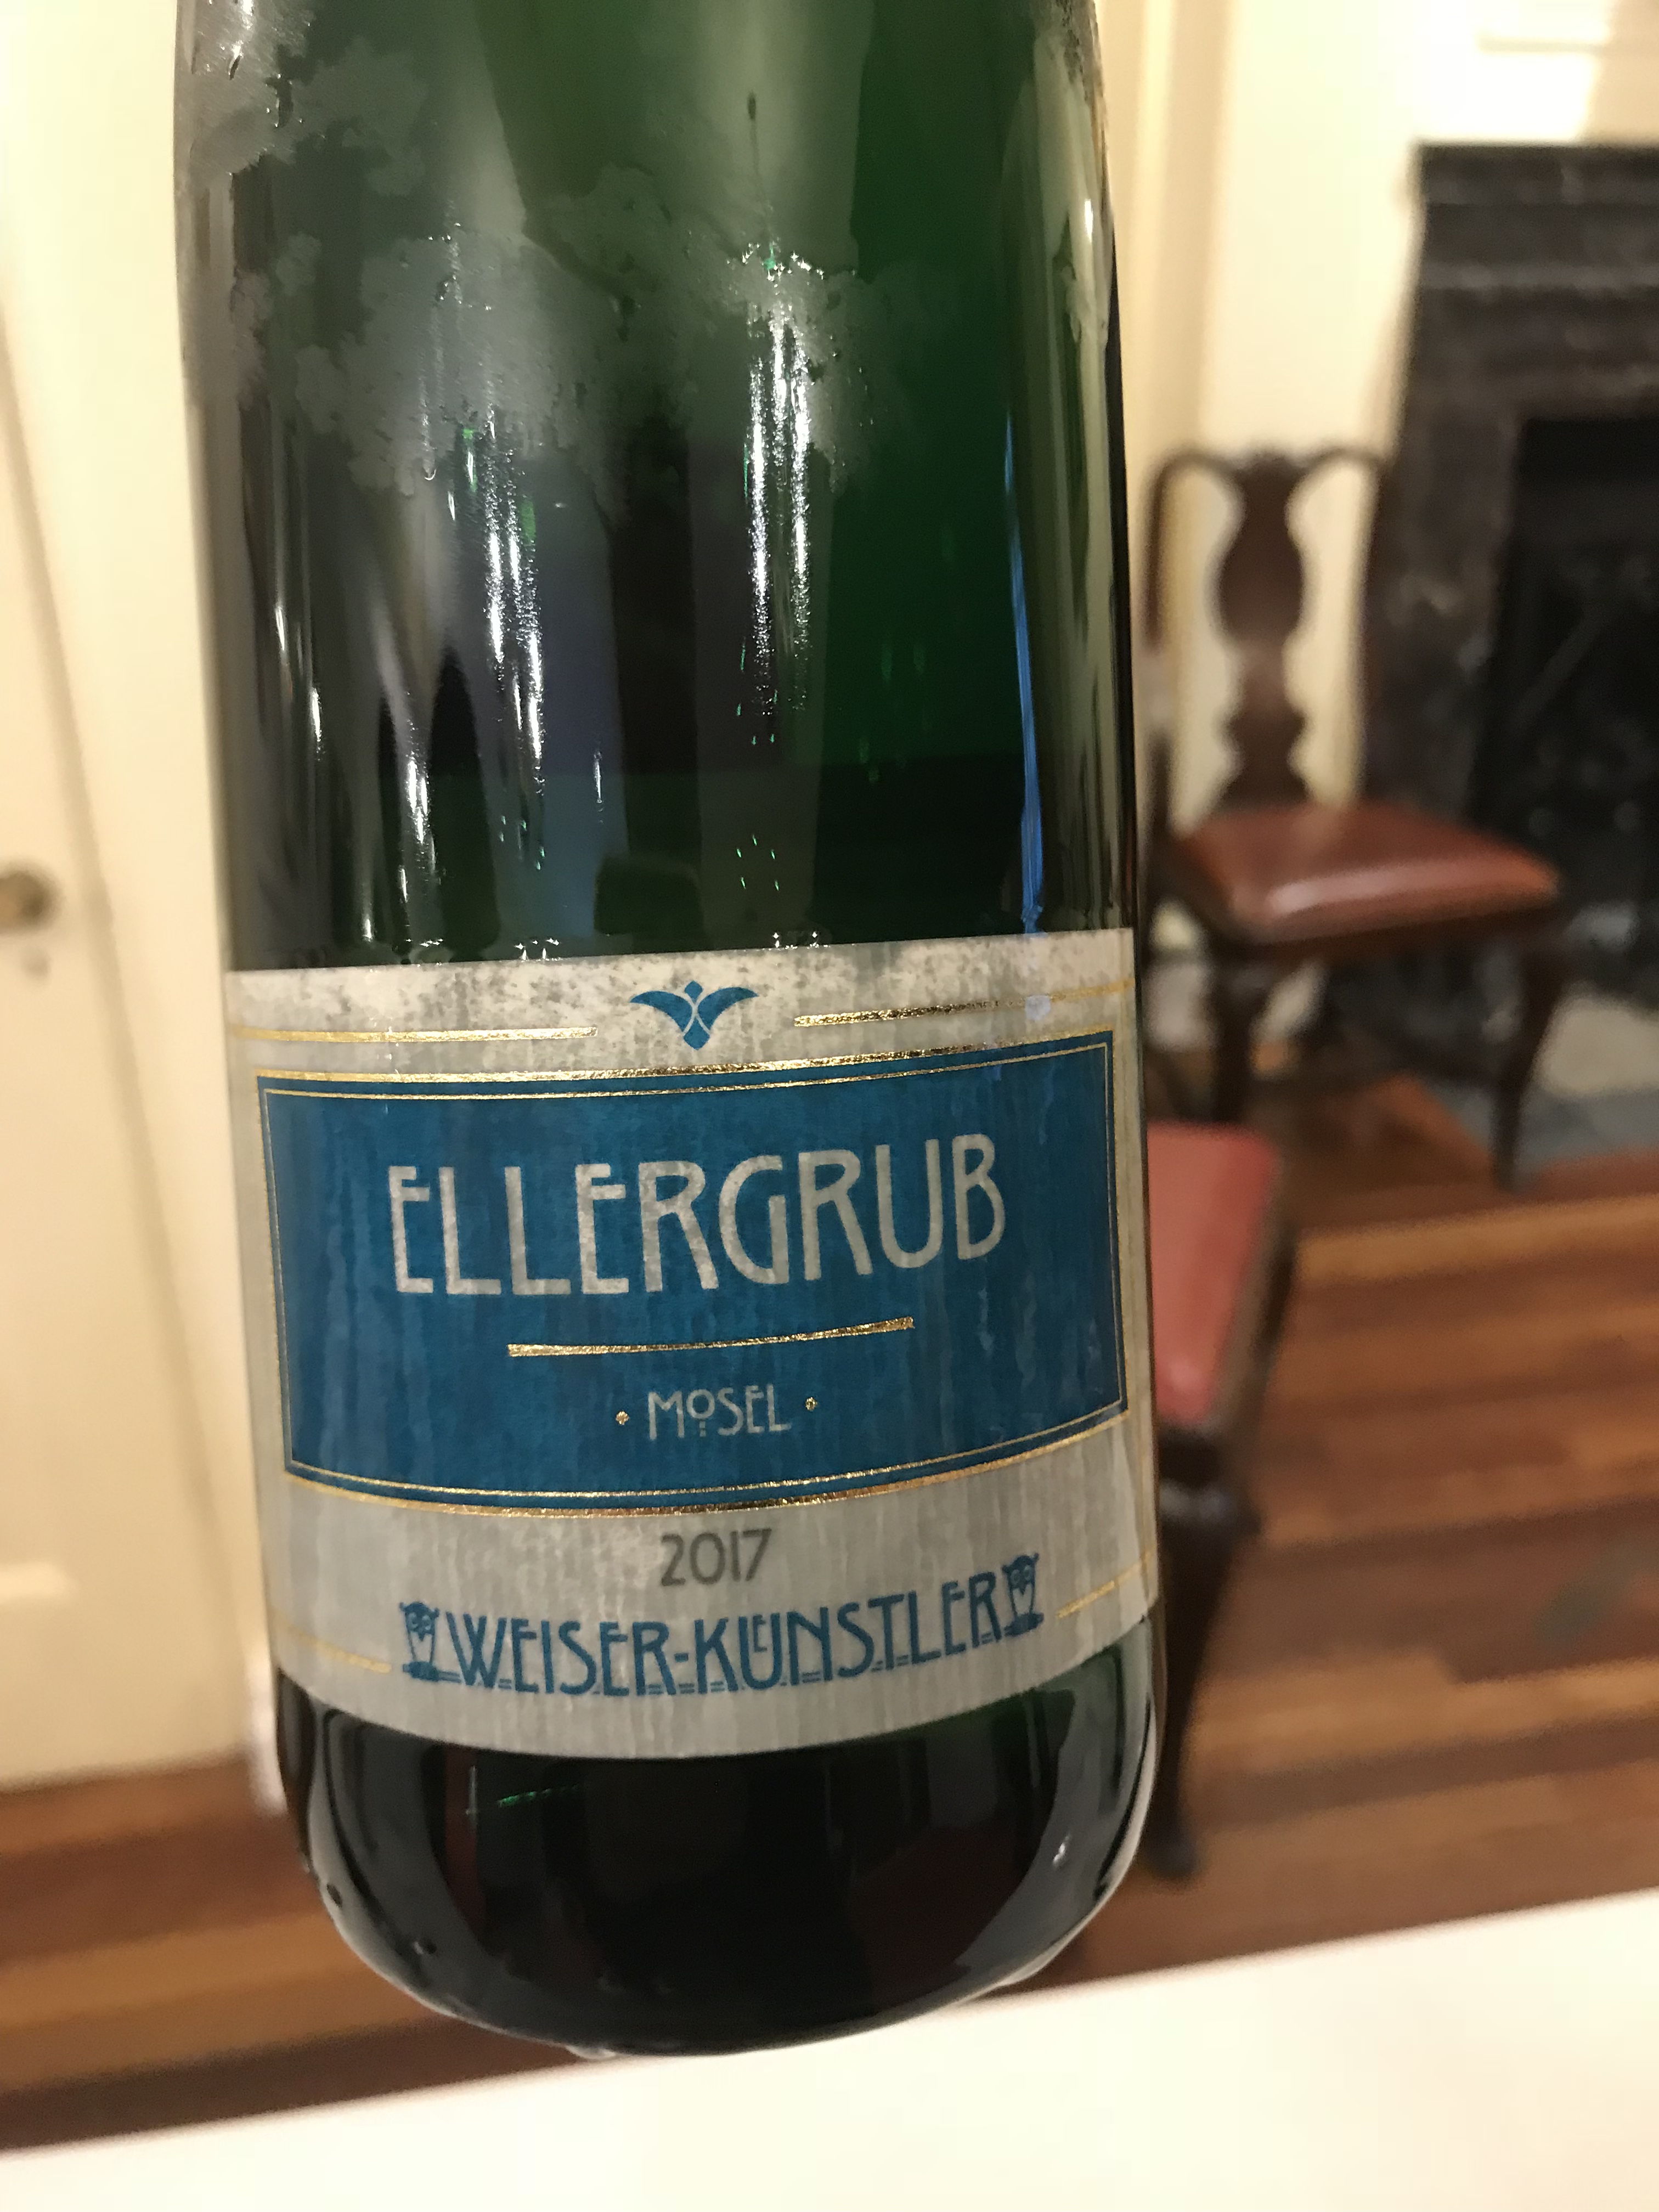 ELLERGRUB
· MOSEL ·
2017
WEISER-KÜNSTLER